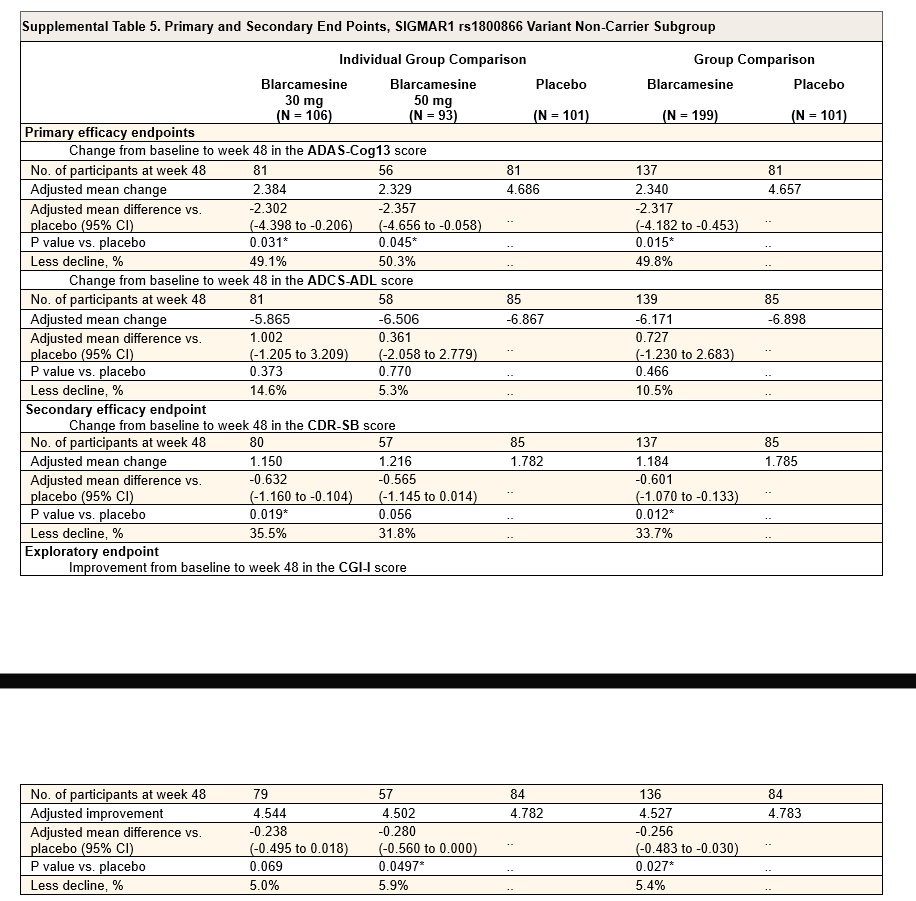 Supplemental Table 5. Primary and Secondary End Points, SIGMAR1 rs1800866 Variant Non-Carrier Subgroup
Individual Group Comparison Group Comparison
Blarcamesine Blarcamesine Placebo Blarcamesine Placebo
30 mg 50 mg
(N = 106) (N = 93) (N = 101) (N = 199) (N = 101)
Primary efficacy endpoints
Change from baseline to week 48 in the ADAS-Cog13 score
No. of participants at week 48 81 56 81 137 81
Adjusted mean change 2.384 2.329 4.686 2.340 4.657
Adjusted mean difference vs. -2.302 -2.357 -2.317
placebo (95% CI) (-4.398 to -0.206) (-4.656 to -0.058) .. (-4.182 to -0.453) ..
P value vs. placebo 0.031* 0.045* .. 0.015* ..
Less decline, % 49.1% 50.3% .. 49.8% ..
Change from baseline to week 48 in the ADCS-ADL score
No. of participants at week 48 81 58 85 139 85
Adjusted mean change -5.865 -6.506 -6.867 -6.171 -6.898
Adjusted mean difference vs. 1.002 0.361 0.727
placebo (95% CI) (-1.205 to 3.209) (-2.058 to 2.779) .. (-1.230 to 2.683) ..
P value vs. placebo 0.373 0.770 .. 0.466 ..
Less decline, % 14.6% 5.3% .. 10.5% ..
Secondary efficacy endpoint
Change from baseline to week 48 in the CDR-SB score
No. of participants at week 48 80 57 85 137 85
Adjusted mean change 1.150 1.216 1.782 1.184 1.785
Adjusted mean difference vs. -0.632 -0.565 -0.601
placebo (95% CI) (-1.160 to -0.104) (-1.145 to 0.014) .. (-1.070 to -0.133) ..
P value vs. placebo 0.019* 0.056 .. 0.012* ..
Less decline, % 35.5% 31.8% .. 33.7% ..
Exploratory endpoint
Improvement from baseline to week 48 in the CGI-I score
No. of participants at week 48 79 57 84 136 84
Adjusted improvement 4.544 4.502 4.782 4.527 4.783
Adjusted mean difference vs. -0.238 -0.280 -0.256
placebo (95% CI) (-0.495 to 0.018) (-0.560 to 0.000) .. (-0.483 to -0.030) ..
P value vs. placebo 0.069 0.0497* .. 0.027* ..
Less decline, % 5.0% 5.9% .. 5.4% ..